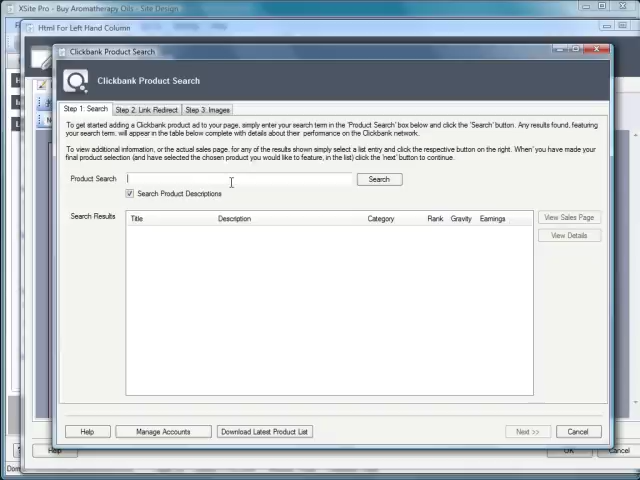 XSite Pro - Buy Aromatherapy Oils - Site Design
Html For Left Hand Column
Clickbank Product Search
Clickbank Product Search
Step 1: Search
Step 2: Link Redirect
Step 3: Images
To get started adding a Clickbank product ad to your page, simply enter your search term in the 'Product Search' box below and click the 'Search' button. Any results found, featuring
your search term, will appear in the table below complete with details about their performance on the Clickbank network.
To view additional information, or the actual sales page, for any of the results shown simply select a list entry and click the respective button on the right. When' you have made your
final product selection (and have selected the chosen product you would like to feature, in the list) click the 'next' button to continue.
Product Search
Search
Search Product Descriptions
Search Results
Title Description Category Rank Gravity Earnings
View Sales Page
View Details
Help
Manage Accounts
Download Latest Product List
Next >>
Cancel
Help
OK
Cancel